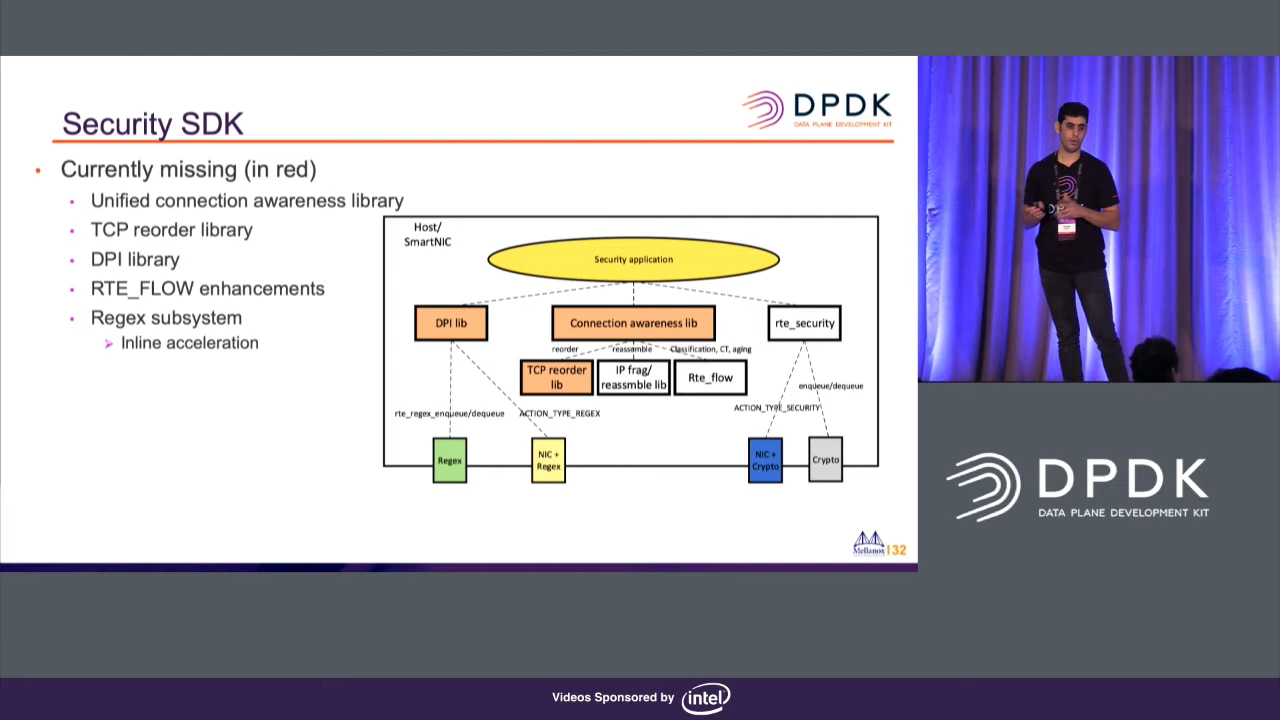 Security SDK
DPDK
DATA PLANE DEVELOPMENT KIT
Currently missing (in red)
Unified connection awareness library
TCP reorder library
DPI library
RTE_FLOW enhancements
Regex subsystem
Inline acceleration
Host/
SmartNIC
Security application
DPI lib
Connection awareness lib
rte_security
reorder
reassmble
Classification, CT, aging
TCP reorder
lib
IP frag/
reassmble lib
Rte_flow
enqueue/dequeue
rte_regex_enqueue/dequeue
ACTION_TYPE_REGEX
ACTION_TYPE_SECURITY
Regex
NIC +
Regex
NIC +
Crypto
Crypto
Mellanox
132
DPDK
DATA PLANE DEVELOPMENT KIT
Videos Sponsored by
intel